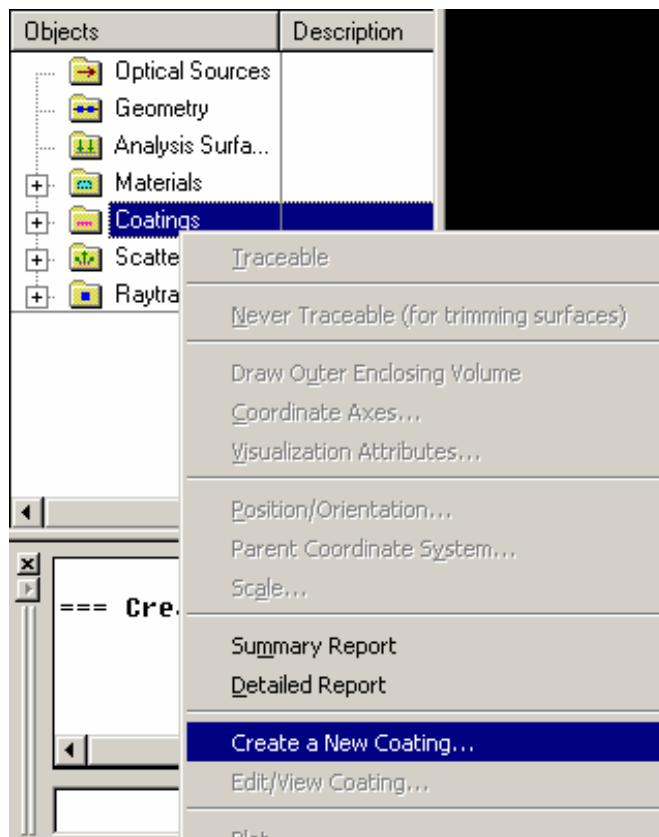 Objects Description
Optical Sources
Geometry
Analysis Surfa...
Materials
Coatings
Scatte
Raytra
Traceable
Never Traceable (for trimming surfaces)
Draw Outer Enclosing Volume
Coordinate Axes...
Visualization Attributes...
Position/Orientation...
Parent Coordinate System...
Scale...
=== Cre
Summary Report
Detailed Report
Create a New Coating...
Edit/View Coating...